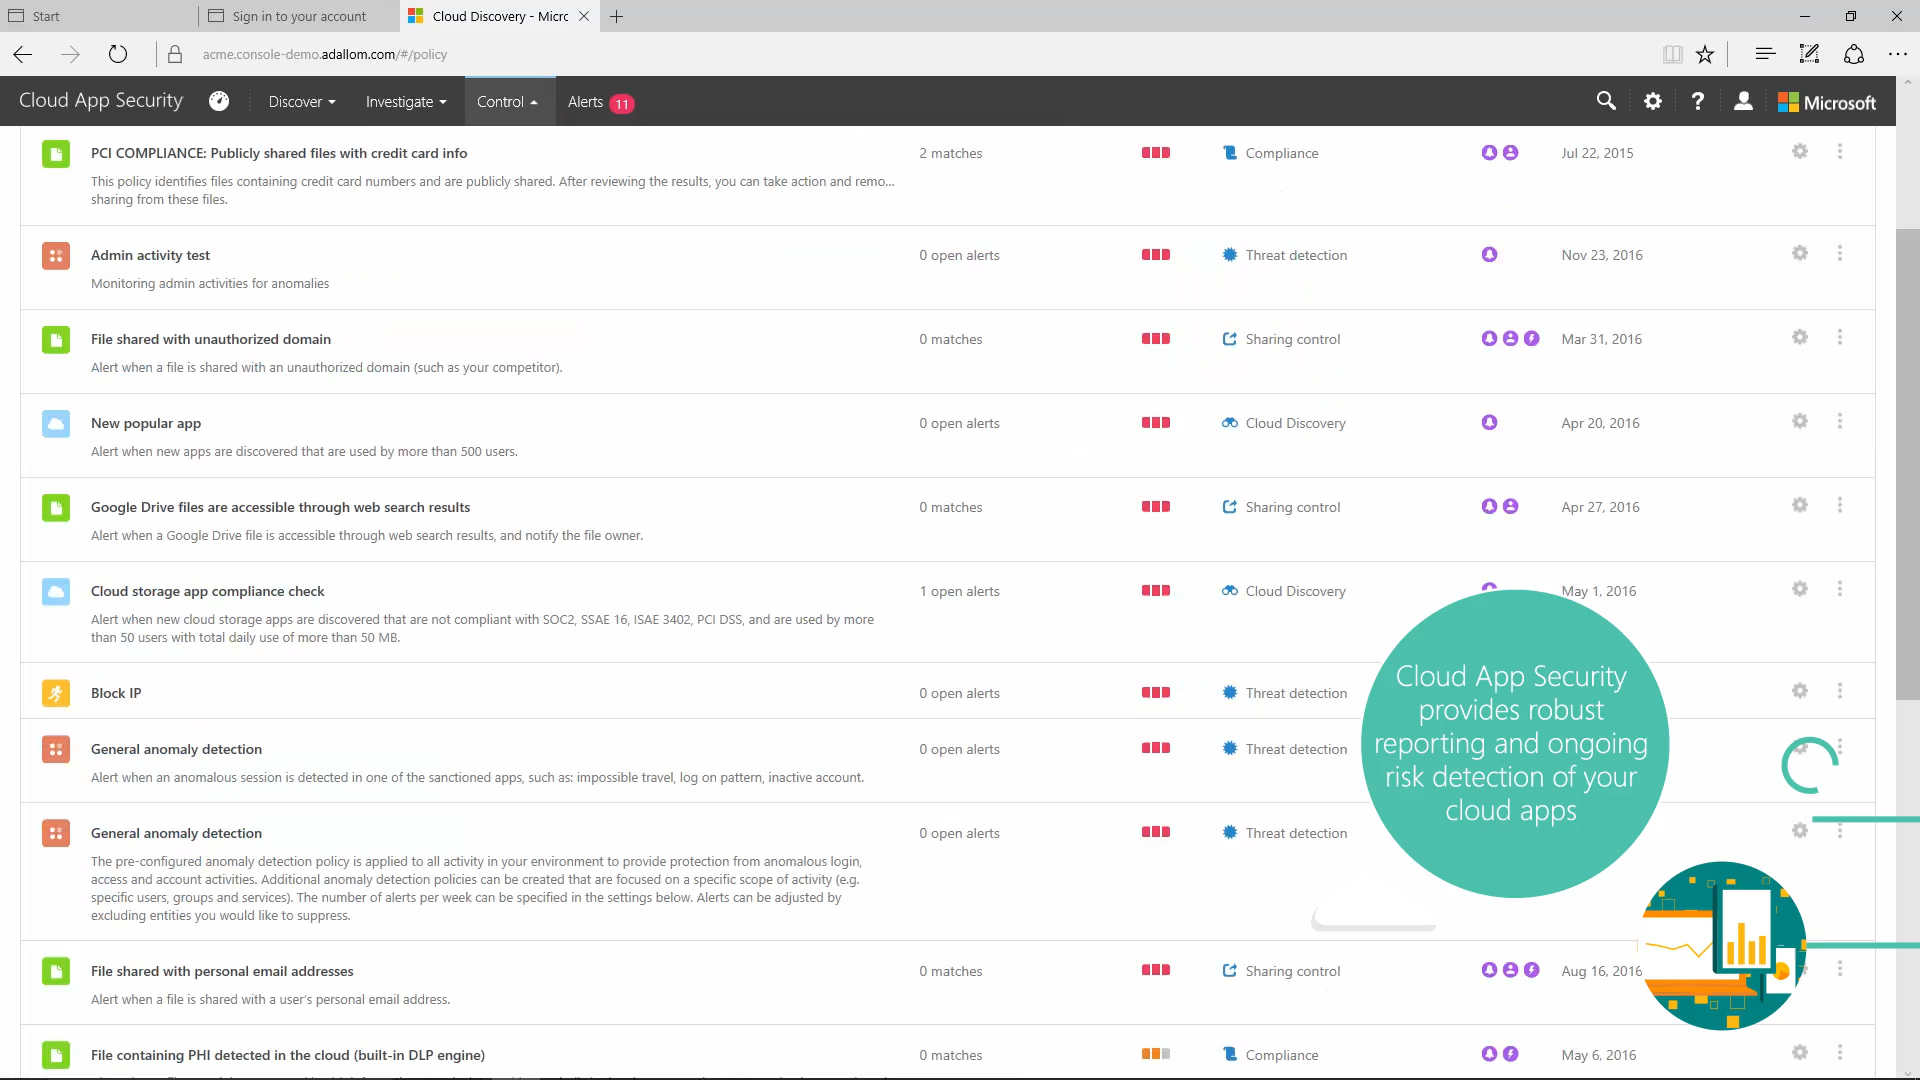 Start
Sign in to your account
Cloud Discovery - Micro
acme.console-demo.adallom.com/#/policy
Cloud App Security
Discover
Investigate
Control
Alerts
11
Microsoft
PCI COMPLIANCE: Publicly shared files with credit card info
2 matches
Compliance
Jul 22, 2015
This policy identifies files containing credit card numbers and are publicly shared. After reviewing the results, you can take action and remo...
sharing from these files.
Admin activity test
0 open alerts
Threat detection
Nov 23, 2016
Monitoring admin activities for anomalies
File shared with unauthorized domain
0 matches
Sharing control
Mar 31, 2016
Alert when a file is shared with an unauthorized domain (such as your competitor).
New popular app
0 open alerts
Cloud Discovery
Apr 20, 2016
Alert when new apps are discovered that are used by more than 500 users.
Google Drive files are accessible through web search results
0 matches
Sharing control
Apr 27, 2016
Alert when a Google Drive file is accessible through web search results, and notify the file owner.
Cloud storage app compliance check
1 open alerts
Cloud Discovery
May 1, 2016
Alert when new cloud storage apps are discovered that are not compliant with SOC2, SSAE 16, ISAE 3402, PCI DSS, and are used by more
than 50 users with total daily use of more than 50 MB.
Block IP
0 open alerts
Threat detection
General anomaly detection
0 open alerts
Threat detection
Alert when an anomalous session is detected in one of the sanctioned apps, such as: impossible travel, log on pattern, inactive account.
General anomaly detection
0 open alerts
Threat detection
The pre-configured anomaly detection policy is applied to all activity in your environment to provide protection from anomalous login,
access and account activities. Additional anomaly detection policies can be created that are focused on a specific scope of activity (e.g.
specific users, groups and services). The number of alerts per week can be specified in the settings below. Alerts can be adjusted by
excluding entities you would like to suppress.
Cloud App Security
provides robust
reporting and ongoing
risk detection of your
cloud apps
File shared with personal email addresses
0 matches
Sharing control
Aug 16, 2016
Alert when a file is shared with a user's personal email address.
File containing PHI detected in the cloud (built-in DLP engine)
0 matches
Compliance
May 6, 2016